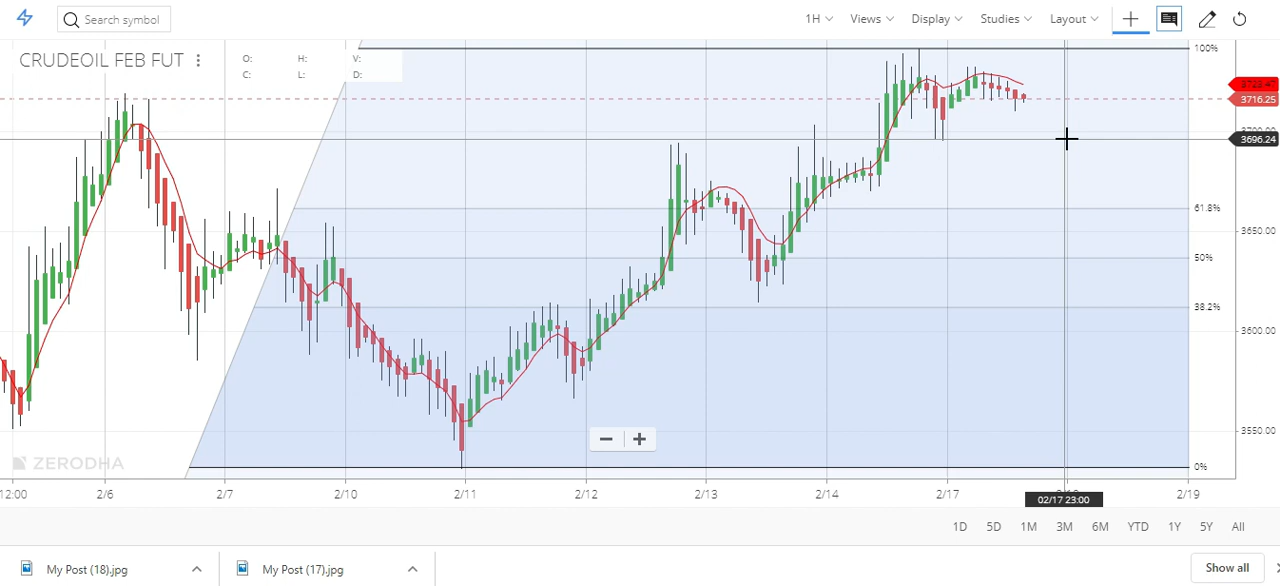 Search symbol
1H Views Display Studies Layout
CRUDEOIL FEB FUT
O: H: V:
C: L: D:
100%
61.8%
50%
38.2%
0%
3716.25
3696.24
3650.00
3600.00
3550.00
ZERODHA
12:00 2/6 2/7 2/10 2/11 2/12 2/13 2/14 2/17 2/19
02/17 23:00
1D 5D 1M 3M 6M YTD 1Y 5Y All
My Post (18).jpg
My Post (17).jpg
Show all